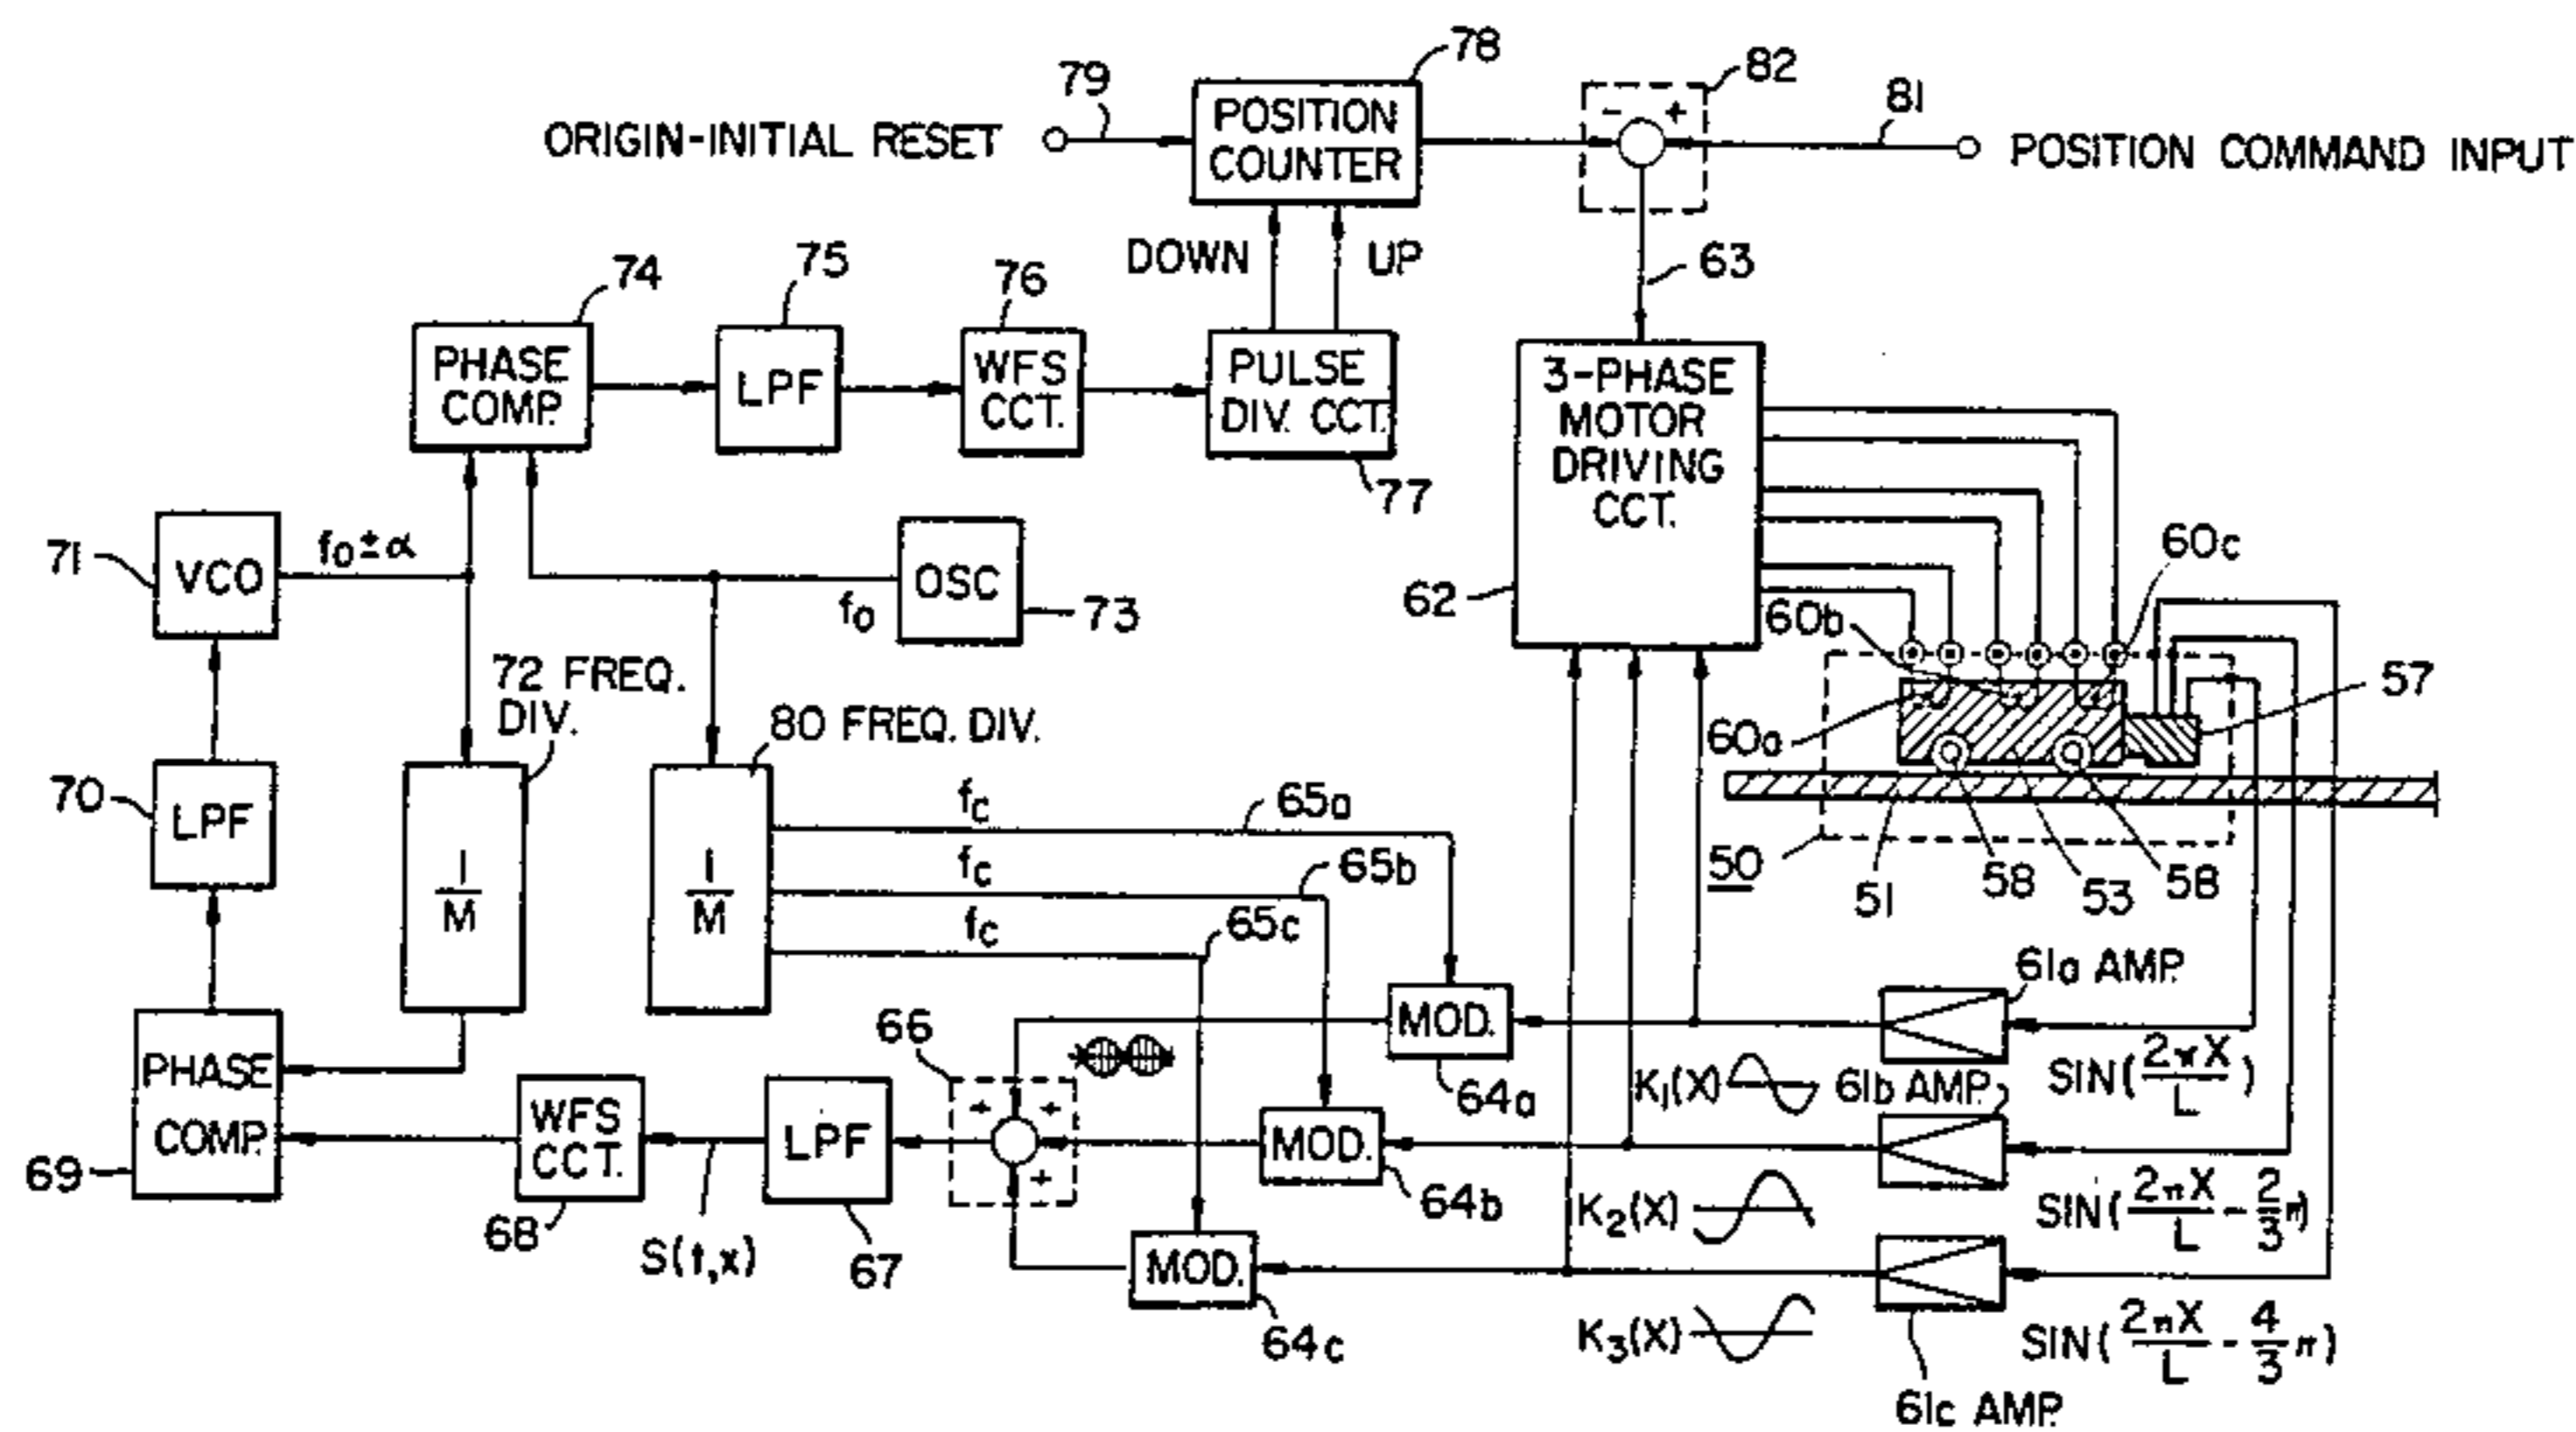 78
82
79
81
ORIGIN-INITIAL RESET
POSITION
COUNTER
- +
POSITION COMMAND INPUT
DOWN UP
63
74
75
76
PHASE
COMP.
LPF
WFS
CCT.
PULSE
DIV. CCT.
77
3-PHASE
MOTOR
DRIVING
CCT.
62
71
VCO
fo±α
fo
OSC
73
60c
60b
60a
57
72 FREQ.
DIV.
80 FREQ. DIV.
70
LPF
1
M
1
M
fc
65a
fc
65b
fc
65c
50
51
58
53
58
61a AMP.
66
MOD.
64a
K1(X)
61b AMP.
SIN(2πX/L)
PHASE
COMP.
69
WFS
CCT.
68
S(t,x)
LPF
67
+ +
+
MOD.
64b
K2(X)
SIN(2πX/L - 2/3π)
MOD.
64c
K3(X)
SIN(2πX/L - 4/3π)
61c AMP.